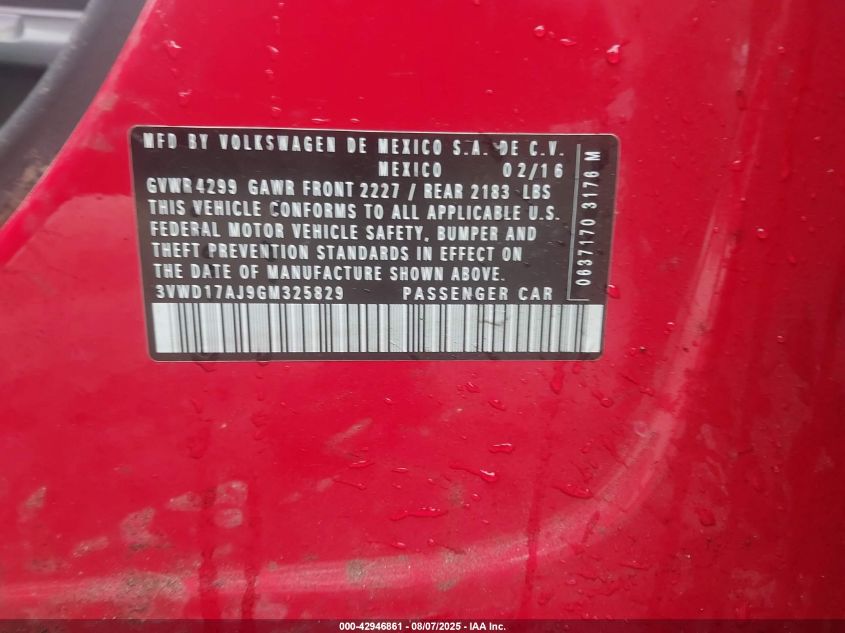 MFD BY VOLKSWAGEN DE MEXICO S.A. DE C.V.
MEXICO 02/16
GVWR 4299 GAWR FRONT 2227 / REAR 2183 LBS
THIS VEHICLE CONFORMS TO ALL APPLICABLE U.S.
FEDERAL MOTOR VEHICLE SAFETY, BUMPER AND
THEFT PREVENTION STANDARDS IN EFFECT ON
THE DATE OF MANUFACTURE SHOWN ABOVE.
3VWD17AJ9GM325829 PASSENGER CAR
0637170 3176 M
000-42946861 | 08/07/2025 - IAA Inc.